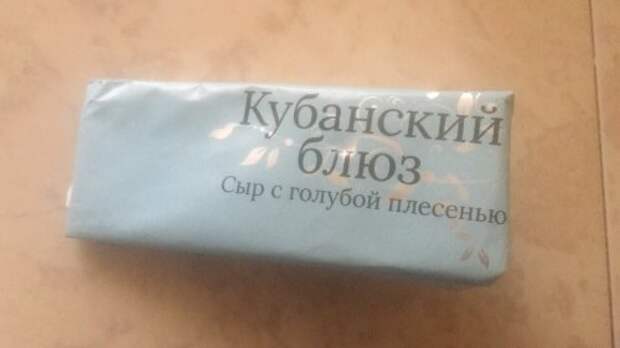 Кубанский
блюз
Сыр с голубой плесенью